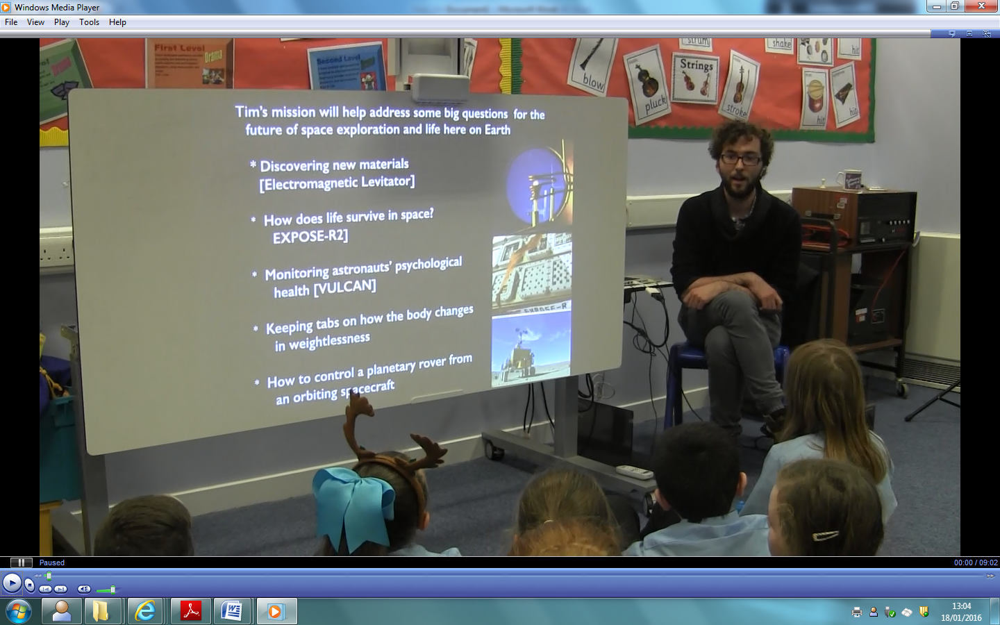 Windows Media Player
File View Play Tools Help
First Level
Drama
Second Level
strum
shake
hit
blow
pluck
Strings
stroke
hit
hit
Tim's mission will help address some big questions for the
future of space exploration and life here on Earth
* Discovering new materials
[Electromagnetic Levitator]
* How does life survive in space?
EXPOSE-R2]
* Monitoring astronauts' psychological
health [VULCAN]
* Keeping tabs on how the body changes
in weightlessness
* How to control a planetary rover from
an orbiting spacecraft
EXPOSE-R
Paused
00:00 / 09:02
13:04
18/01/2016